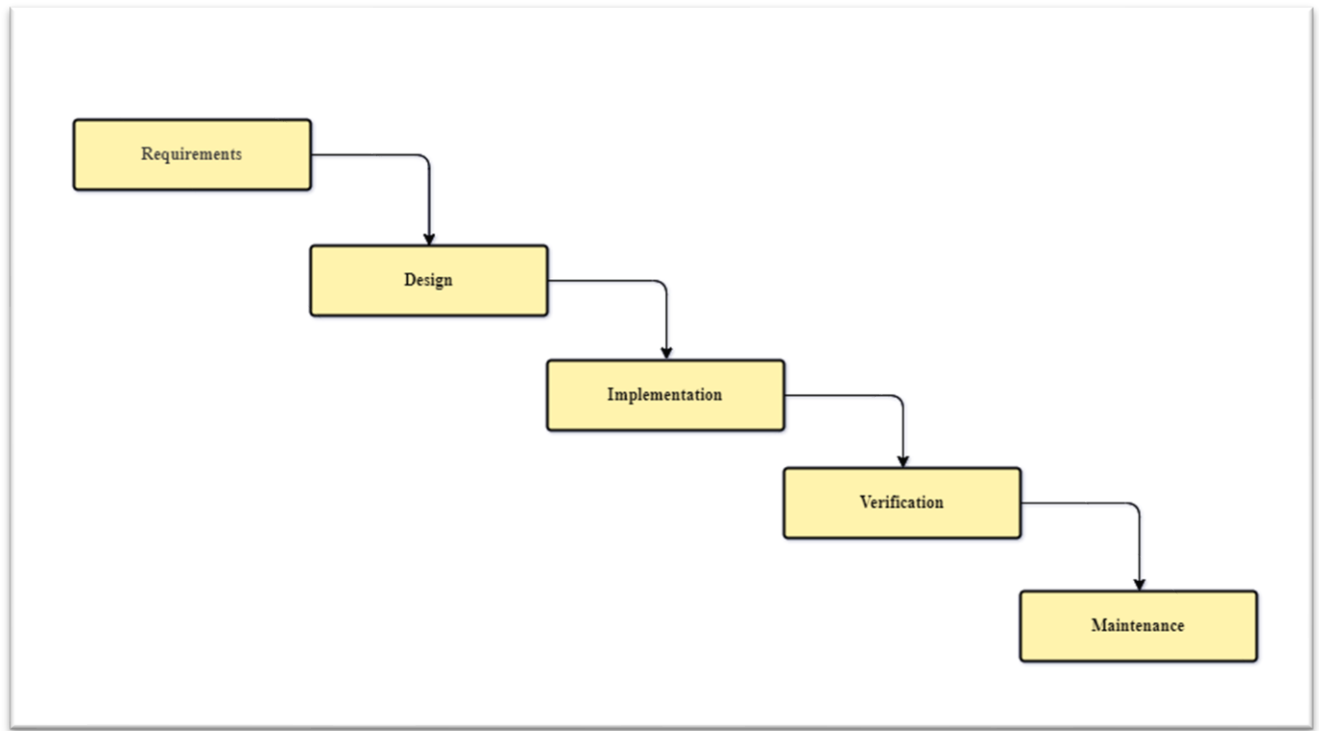 Requirements
Design
Implementation
Verification
Maintenance